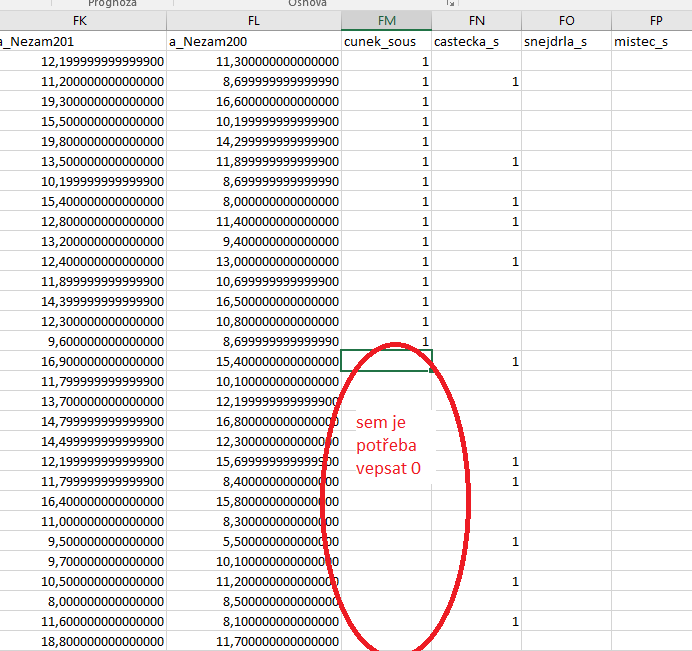 Prognóza Osnova
FK FL FM FN FO FP
a_Nezam201 a_Nezam200 cunek_sous castecka_s snejdrla_s mistec_s
12,199999999999900 11,300000000000000 1
11,200000000000000 8,699999999999990 1 1
19,300000000000000 16,600000000000000 1
15,500000000000000 10,199999999999900 1
19,800000000000000 14,299999999999900 1
13,500000000000000 11,899999999999900 1 1
10,199999999999900 8,699999999999990 1
15,400000000000000 8,000000000000000 1 1
12,800000000000000 11,400000000000000 1 1
13,200000000000000 9,400000000000000 1
12,400000000000000 13,000000000000000 1 1
11,899999999999900 10,699999999999900 1
14,399999999999900 16,500000000000000 1
12,300000000000000 10,800000000000000 1
9,600000000000000 8,699999999999990 1
16,900000000000000 15,400000000000000 1
11,799999999999900 10,100000000000000
13,700000000000000 12,199999999999900
14,799999999999900 16,800000000000000
14,499999999999900 12,300000000000000
12,199999999999900 15,699999999999900 1
11,799999999999900 8,400000000000000 1
16,400000000000000 15,800000000000000
11,000000000000000 8,300000000000000
9,500000000000000 5,500000000000000 1
9,700000000000000 10,100000000000000
10,500000000000000 11,200000000000000 1
8,000000000000000 8,500000000000000
11,600000000000000 8,100000000000000 1
18,800000000000000 11,700000000000000
sem je
potřeba
vepsat 0